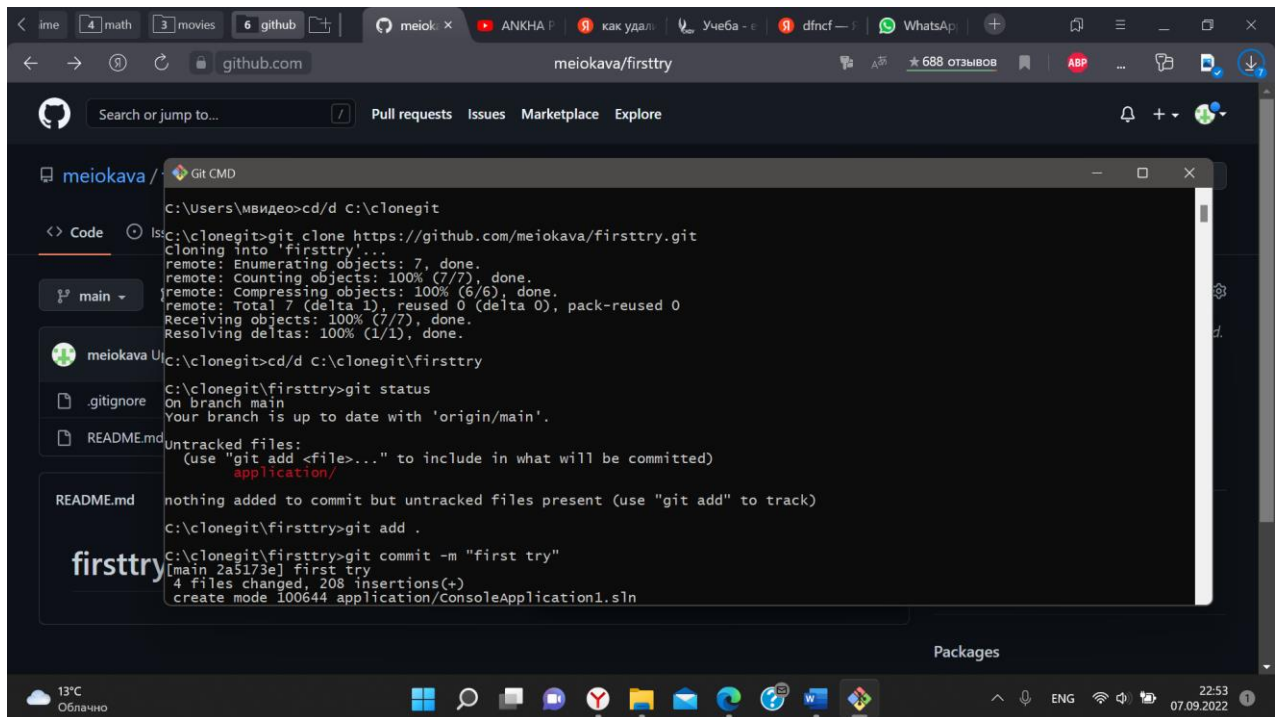 ime 4 math 3 movies 6 github meiok ANKHA P Я как удал Учеба - е Я dfncf — Я WhatsAp
github.com meiokava/firsttry ★ 688 отзывов ABP ...
Search or jump to... / Pull requests Issues Marketplace Explore
meiokava /
Git CMD
C:\Users\мвидео>cd/d C:\clonegit
<> Code Iss
C:\clonegit>git clone https://github.com/meiokava/firsttry.git
Cloning into 'firsttry'...
remote: Enumerating objects: 7, done.
remote: Counting objects: 100% (7/7), done.
remote: Compressing objects: 100% (6/6), done.
main
remote: Total 7 (delta 1), reused 0 (delta 0), pack-reused 0
Receiving objects: 100% (7/7), done.
Resolving deltas: 100% (1/1), done.
d.
meiokava U
C:\clonegit>cd/d C:\clonegit\firsttry
C:\clonegit\firsttry>git status
.gitignore
On branch main
Your branch is up to date with 'origin/main'.
README.md
Untracked files:
(use "git add <file>..." to include in what will be committed)
application/
README.md
nothing added to commit but untracked files present (use "git add" to track)
C:\clonegit\firsttry>git add .
C:\clonegit\firsttry>git commit -m "first try"
firsttry
[main 2a5173e] first try
4 files changed, 208 insertions(+)
create mode 100644 application/ConsoleApplication1.sln
Packages
13°C
Облачно
ENG
22:53
07.09.2022
1